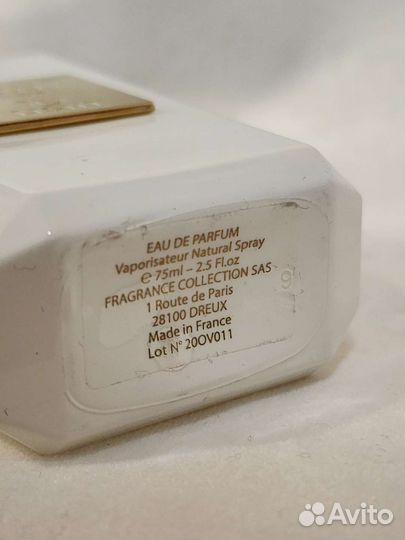 EAU DE PARFUM
Vaporisateur Natural Spray
℮ 75ml – 2.5 Fl.oz
FRAGRANCE COLLECTION SAS
1 Route de Paris
28100 DREUX
Made in France
Lot N° 20OV011
Avito